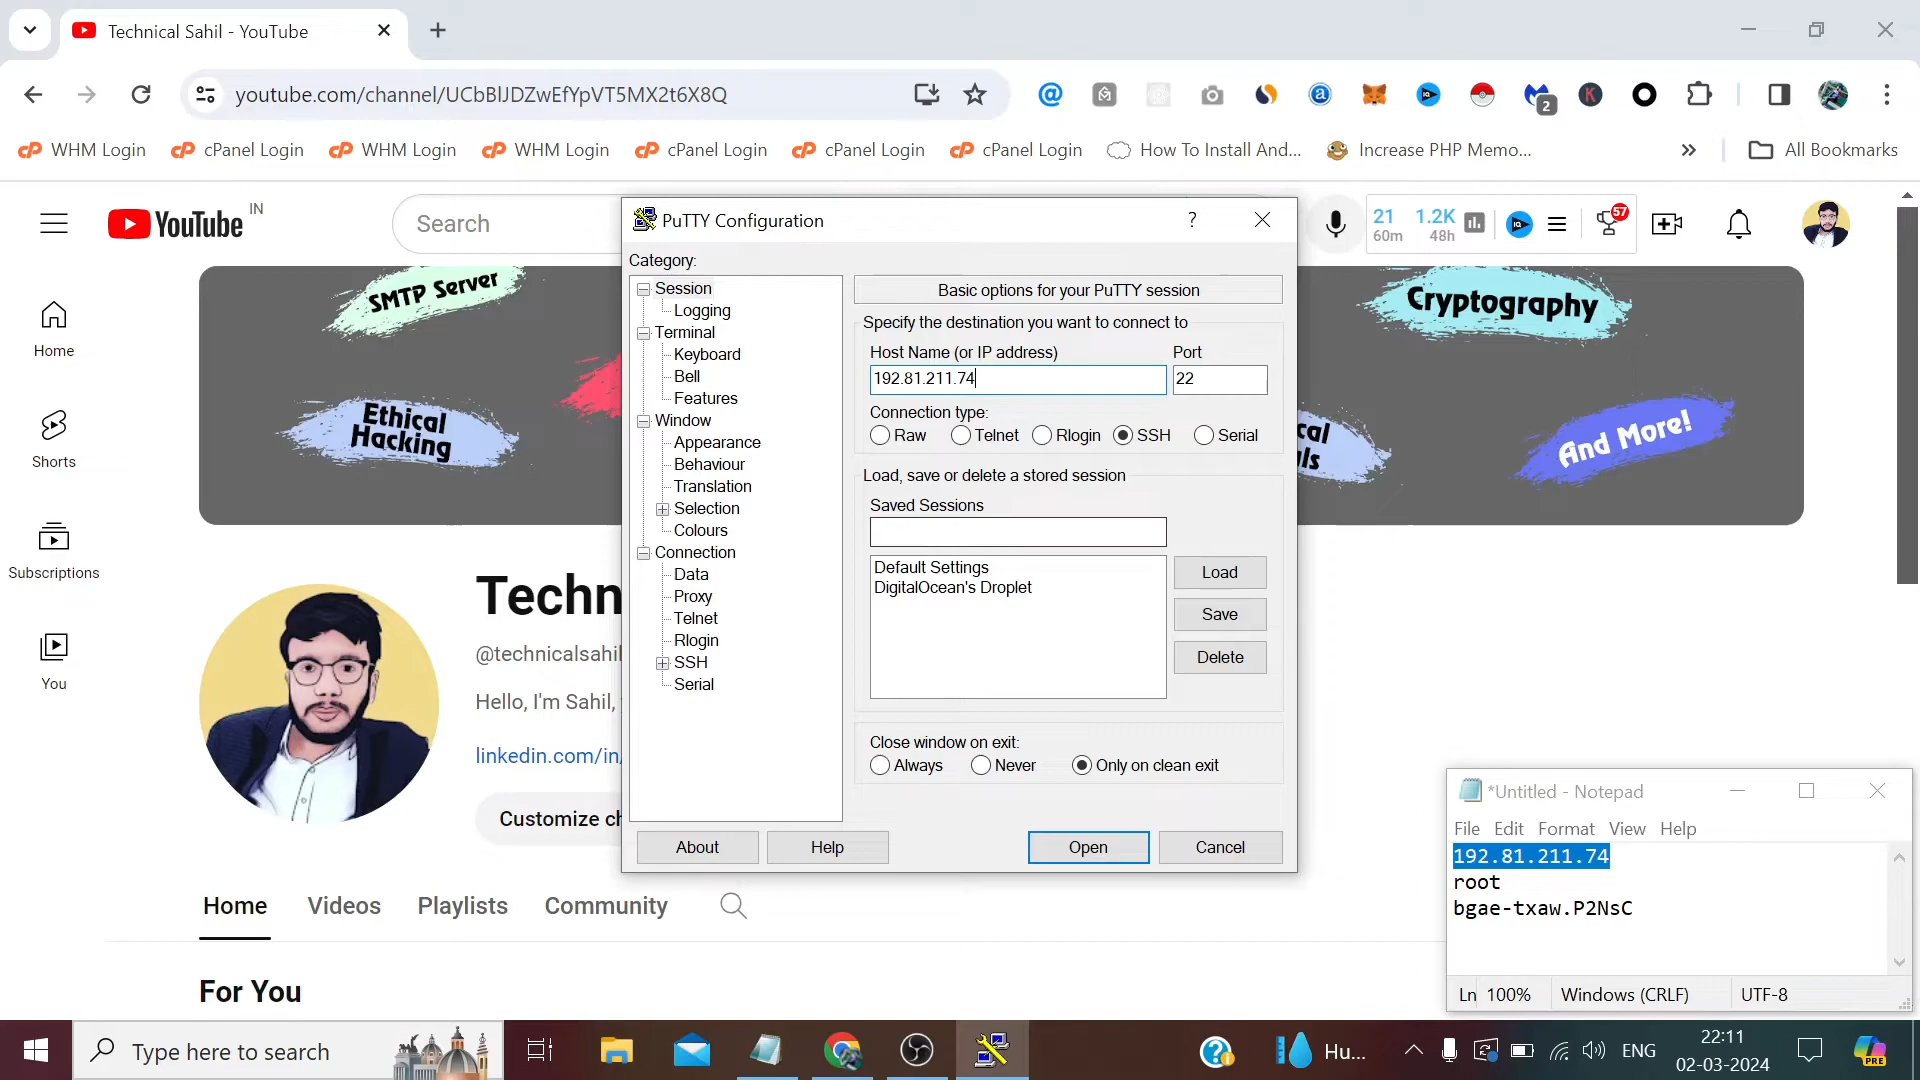 Technical Sahil - YouTube
youtube.com/channel/UCbBlJDZwEfYpVT5MX2t6X8Q
2
K
WHM Login
cPanel Login
WHM Login
WHM Login
cPanel Login
cPanel Login
cPanel Login
How To Install And...
Increase PHP Memo...
All Bookmarks
YouTube IN
Search
21
60m
1.2K
48h
57
SMTP Server
Cryptography
Ethical
Hacking
And More!
Home
Shorts
Subscriptions
You
Techn
@technicalsahil
Hello, I'm Sahil,
linkedin.com/in/
Customize ch
Home
Videos
Playlists
Community
For You
PuTTY Configuration
?
Category:
Session
Logging
Terminal
Keyboard
Bell
Features
Window
Appearance
Behaviour
Translation
Selection
Colours
Connection
Data
Proxy
Telnet
Rlogin
SSH
Serial
Basic options for your PuTTY session
Specify the destination you want to connect to
Host Name (or IP address)
Port
192.81.211.74
22
Connection type:
Raw
Telnet
Rlogin
SSH
Serial
Load, save or delete a stored session
Saved Sessions
Default Settings
DigitalOcean's Droplet
Load
Save
Delete
Close window on exit:
Always
Never
Only on clean exit
About
Help
Open
Cancel
*Untitled - Notepad
File Edit Format View Help
192.81.211.74
root
bgae-txaw.P2NsC
Ln 100% Windows (CRLF) UTF-8
Type here to search
Hu...
ENG
22:11
02-03-2024
PRE